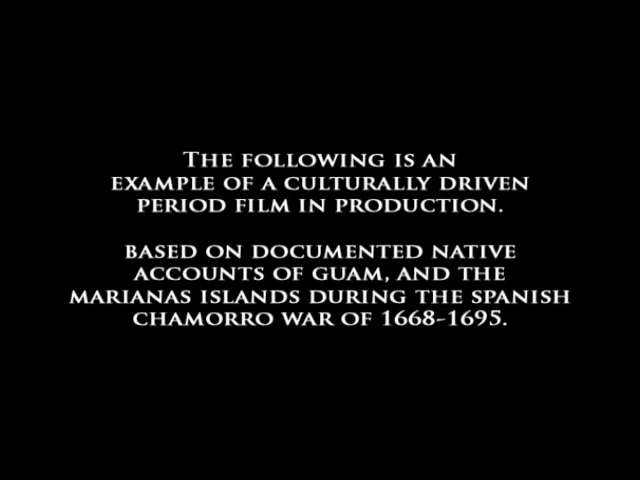 The following is an
example of a culturally driven
period film in production.
based on documented native
accounts of guam, and the
marianas islands during the spanish
chamorro war of 1668-1695.